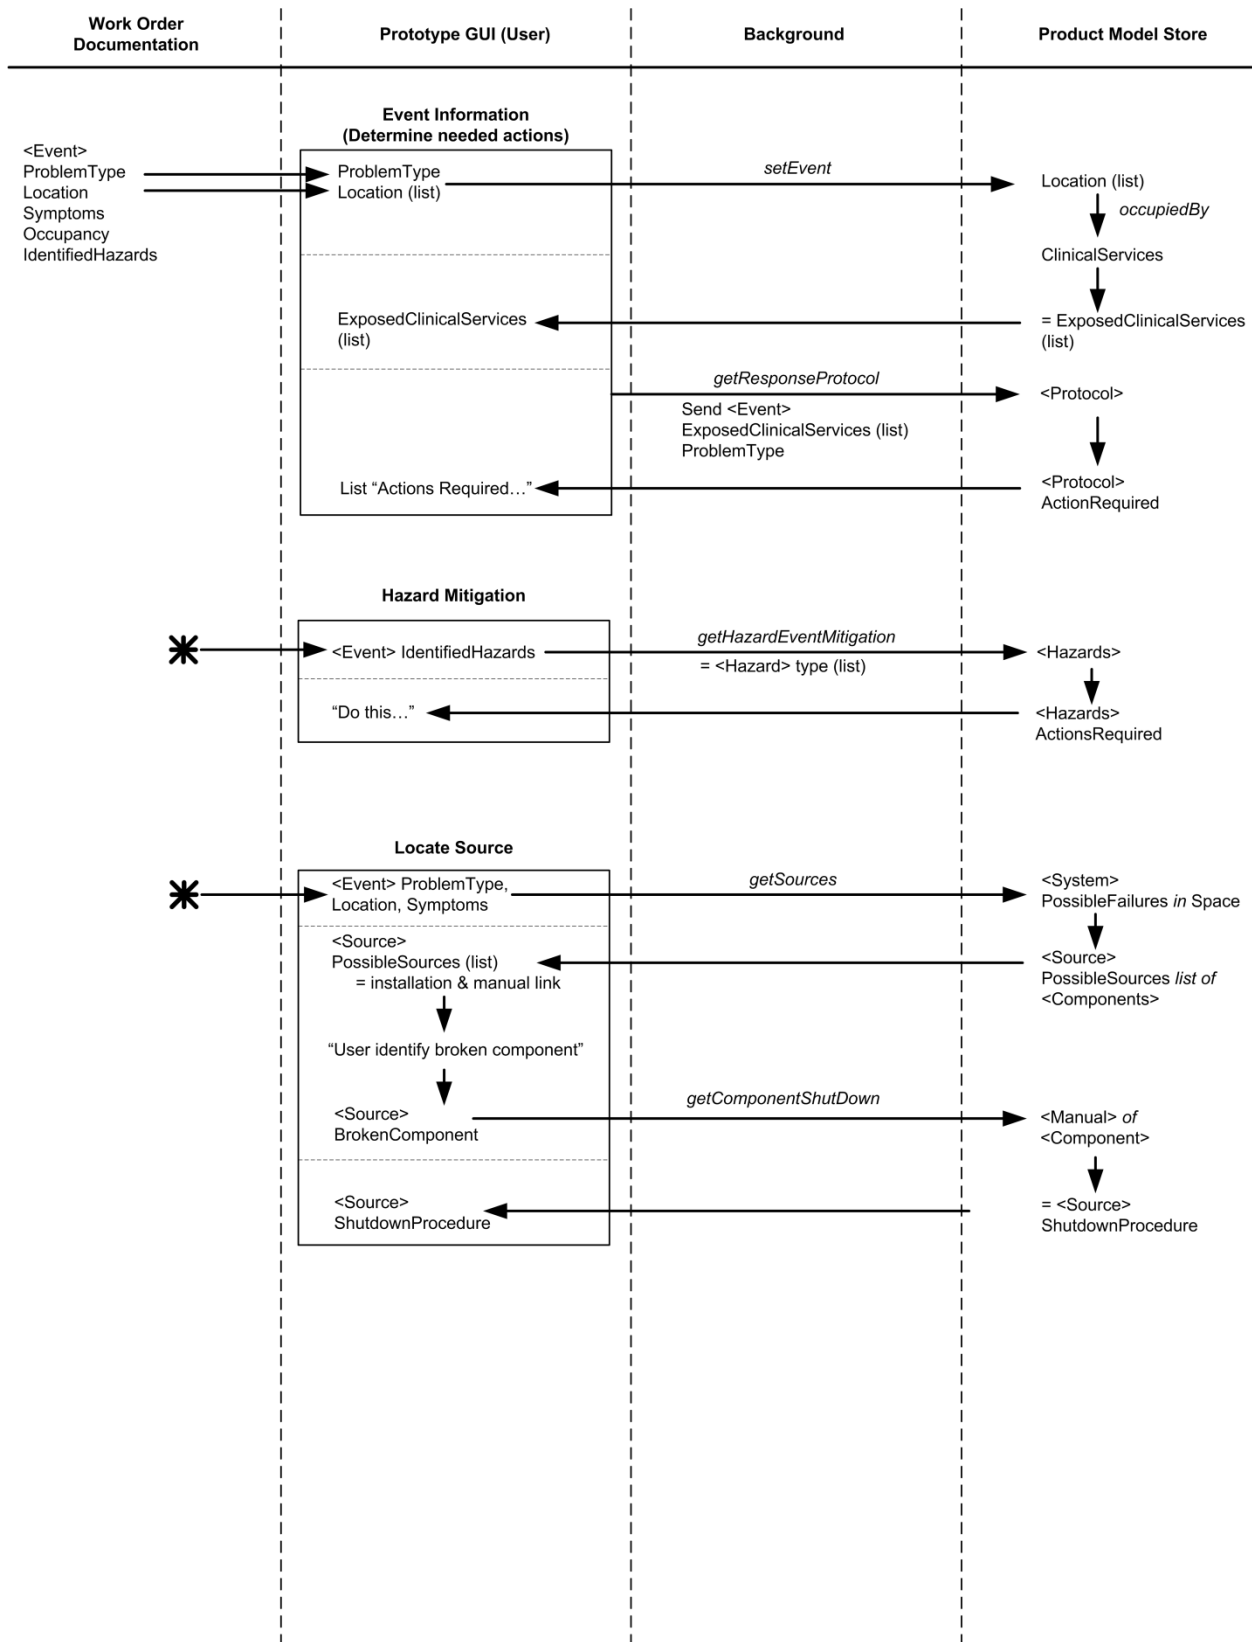 Work Order
Documentation
Prototype GUI (User)
Background
Product Model Store
Event Information
(Determine needed actions)
<Event>
ProblemType
Location
Symptoms
Occupancy
IdentifiedHazards
ProblemType
Location (list)
setEvent
Location (list)
occupiedBy
ClinicalServices
ExposedClinicalServices
(list)
= ExposedClinicalServices
(list)
getResponseProtocol
Send <Event>
ExposedClinicalServices (list)
ProblemType
<Protocol>
List “Actions Required…”
<Protocol>
ActionRequired
Hazard Mitigation
<Event> IdentifiedHazards
getHazardEventMitigation
= <Hazard> type (list)
<Hazards>
“Do this…”
<Hazards>
ActionsRequired
Locate Source
<Event> ProblemType,
Location, Symptoms
getSources
<System>
PossibleFailures in Space
<Source>
PossibleSources (list)
= installation & manual link
<Source>
PossibleSources list of
<Components>
“User identify broken component”
<Source>
BrokenComponent
getComponentShutDown
<Manual> of
<Component>
<Source>
ShutdownProcedure
= <Source>
ShutdownProcedure